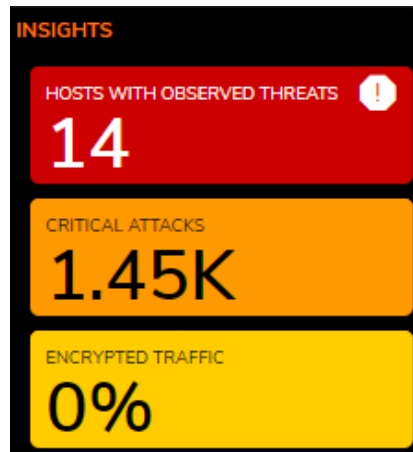 INSIGHTS
HOSTS WITH OBSERVED THREATS !
14
CRITICAL ATTACKS
1.45K
ENCRYPTED TRAFFIC
0%